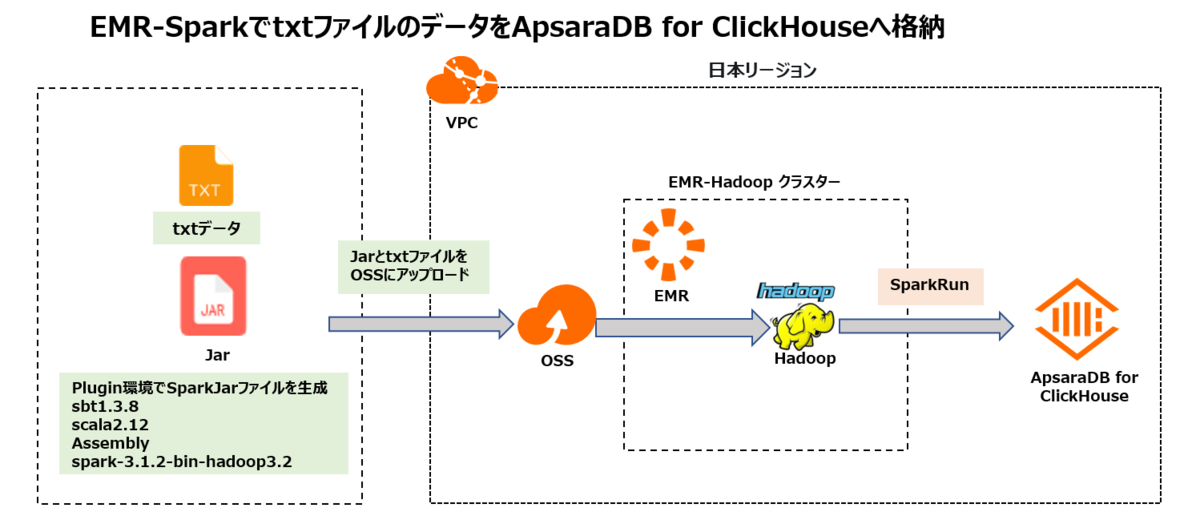 EMR-SparkでtxtファイルのデータをApsaraDB for ClickHouseへ格納
日本リージョン
VPC
TXT
txtデータ
JAR
Jar
Plugin環境でSparkJarファイルを生成
sbt1.3.8
scala2.12
Assembly
spark-3.1.2-bin-hadoop3.2
Jarとtxtファイルを
OSSにアップロード
OSS
EMR-Hadoop クラスター
EMR
hadoop
Hadoop
SparkRun
ApsaraDB for
ClickHouse